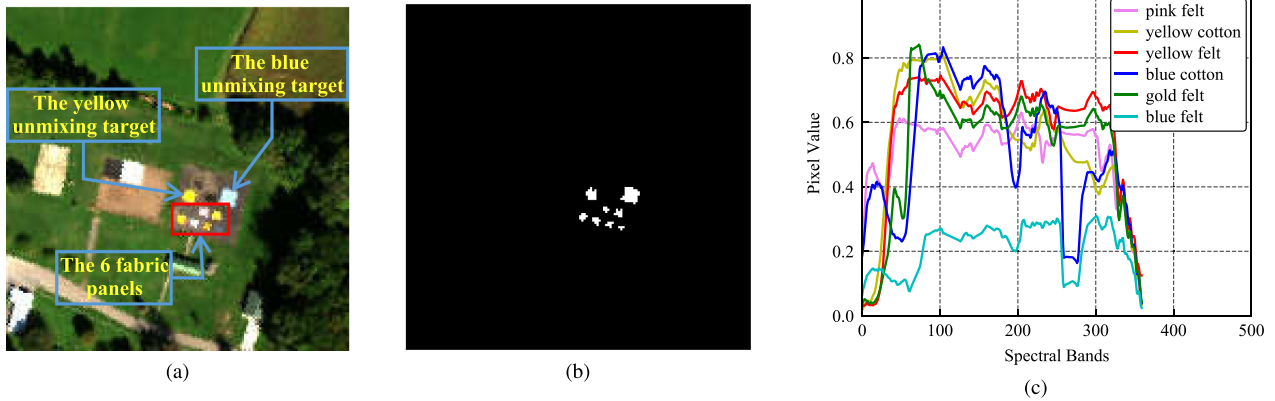 The blue
unmixing target
The yellow
unmixing target
The 6 fabric
panels
(a)
(b)
pink felt
yellow cotton
yellow felt
blue cotton
gold felt
blue felt
Pixel Value
0.8
0.6
0.4
0.2
0.0
0
100
200
300
400
500
Spectral Bands
(c)